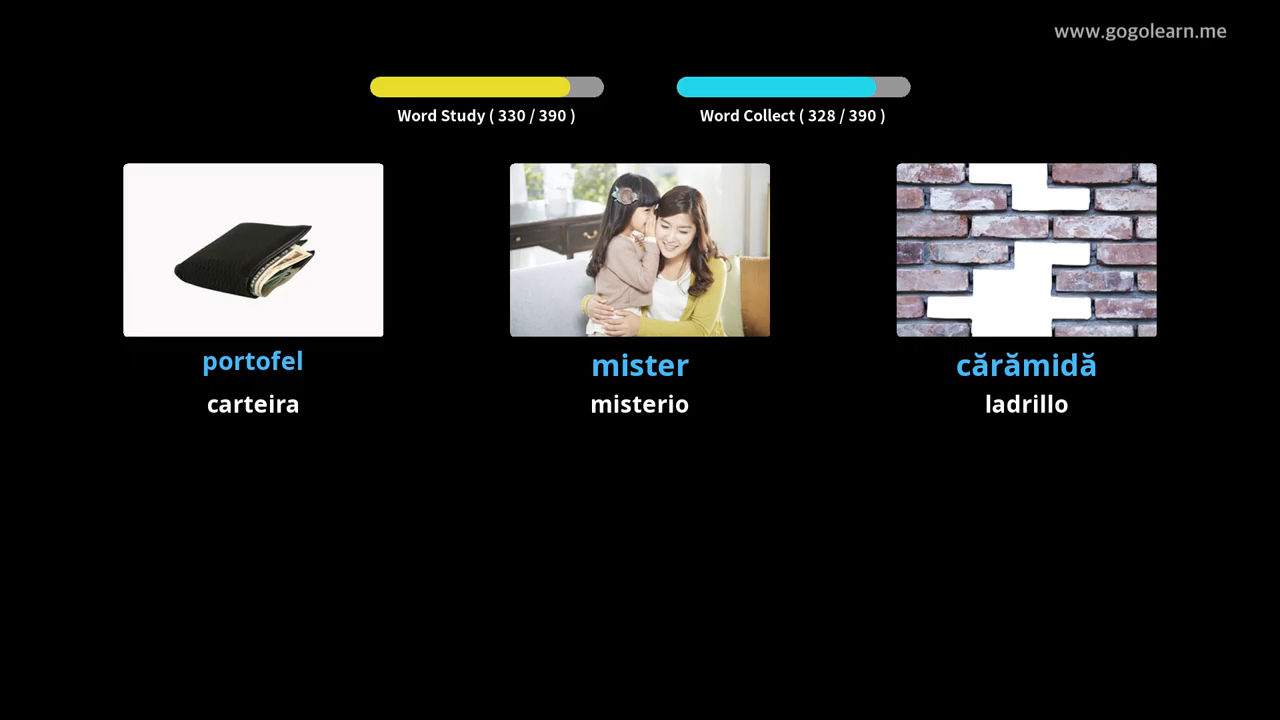 www.gogolearn.me
Word Study ( 330 / 390 )
Word Collect ( 328 / 390 )
portofel
mister
cărămidă
carteira
misterio
ladrillo